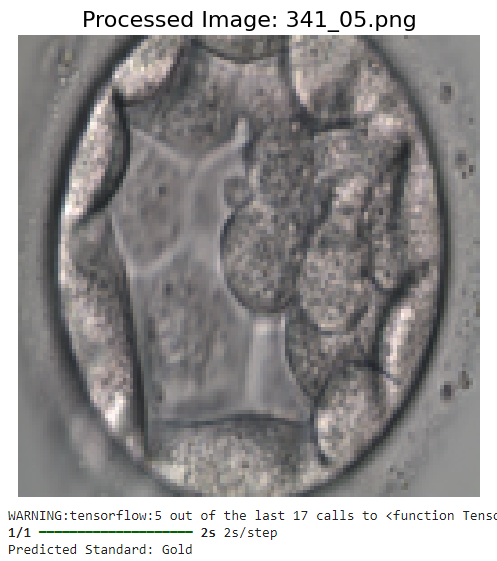 Processed Image: 341_05.png
WARNING:tensorflow:5 out of the last 17 calls to <function Tenso
1/1 ━━━━━━━━━━━━━━━━━━━━ 2s 2s/step
Predicted Standard: Gold